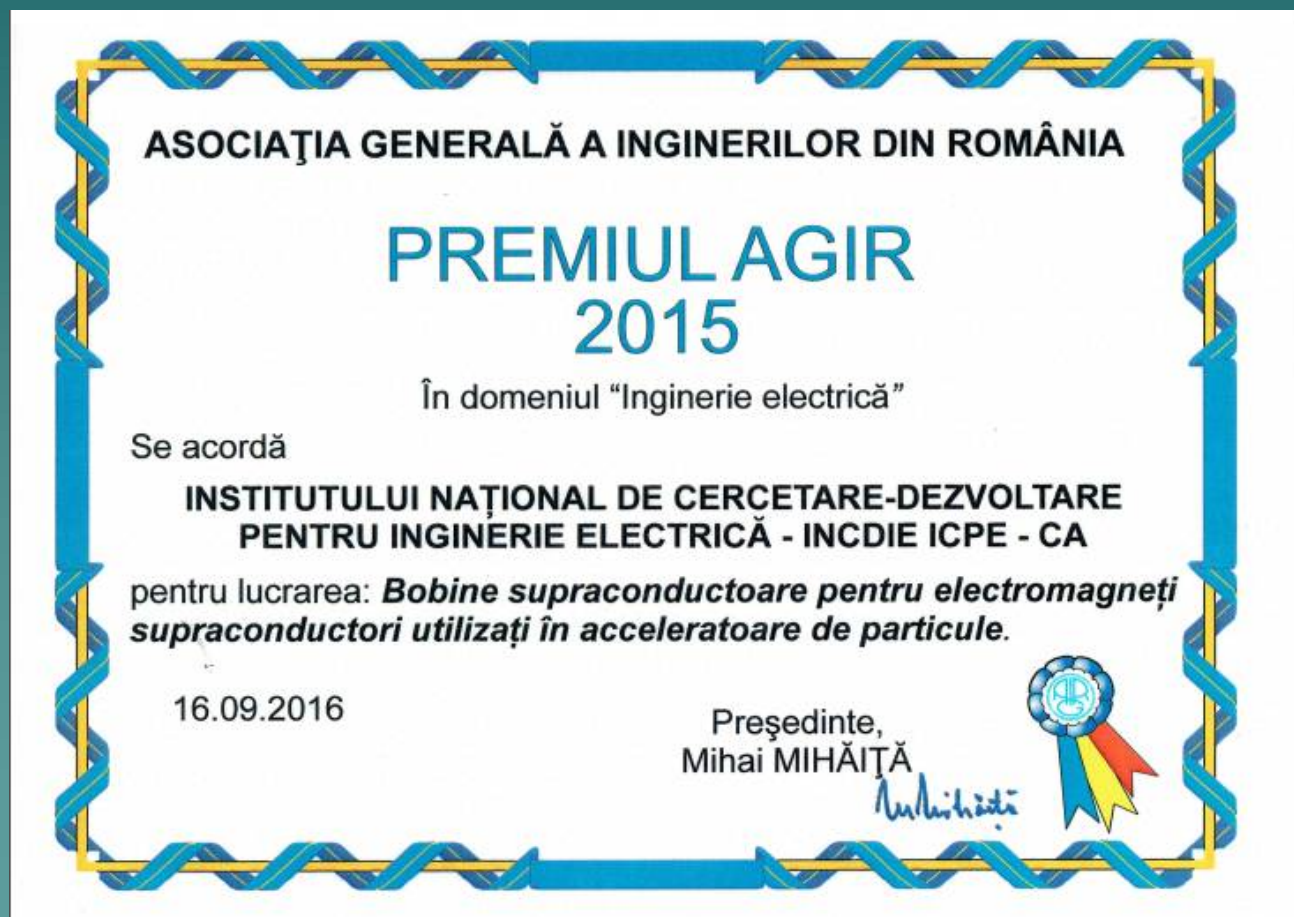 ASOCIAŢIA GENERALĂ A INGINERILOR DIN ROMÂNIA
PREMIUL AGIR
2015
În domeniul “Inginerie electrică”
Se acordă
INSTITUTULUI NAȚIONAL DE CERCETARE-DEZVOLTARE
PENTRU INGINERIE ELECTRICĂ - INCDIE ICPE - CA
pentru lucrarea: Bobine supraconductoare pentru electromagneți
supraconductori utilizați în acceleratoare de particule.
16.09.2016
Preşedinte,
Mihai MIHĂIŢĂ